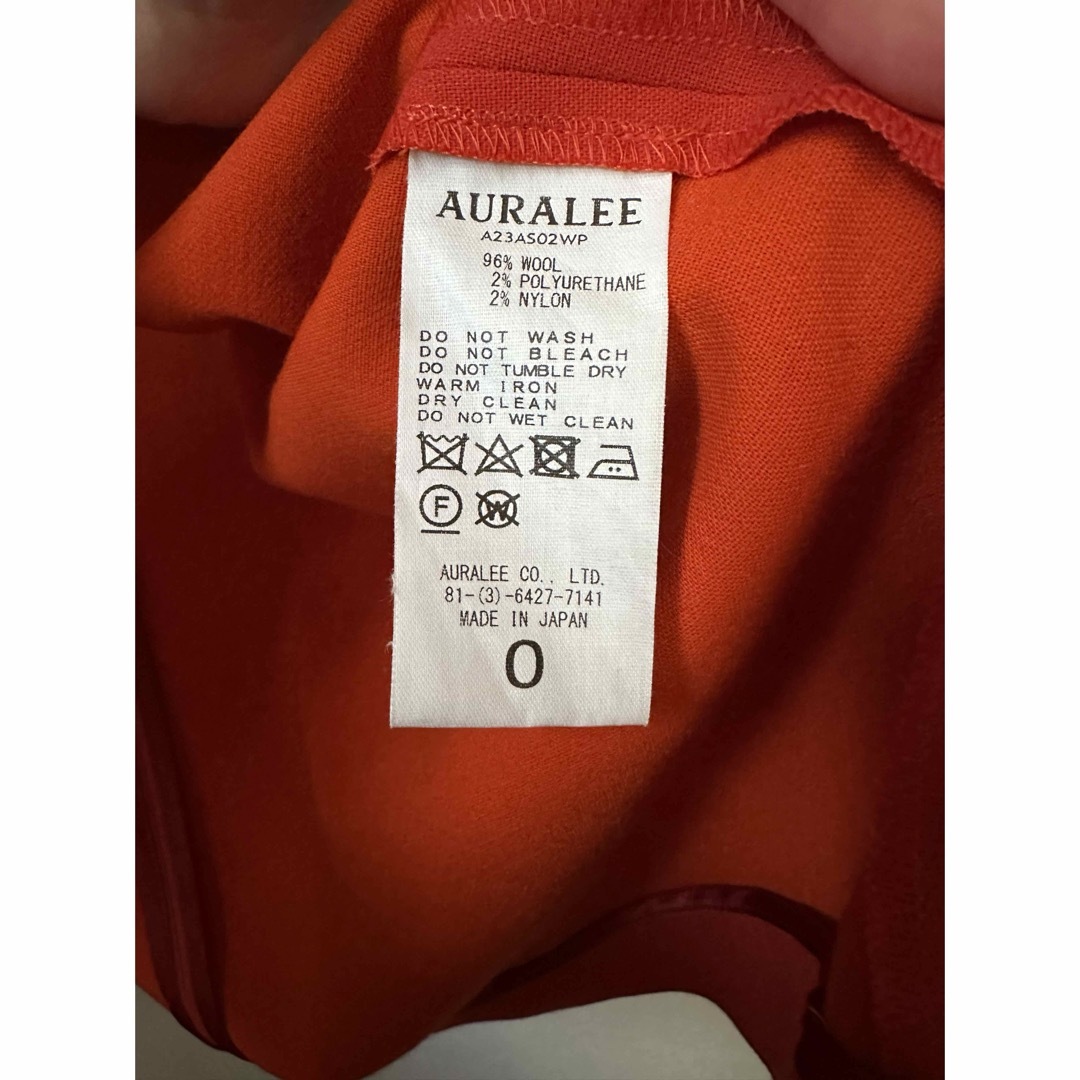 AURALEE
A23AS02WP
96% WOOL
2% POLYURETHANE
2% NYLON
DO NOT WASH
DO NOT BLEACH
DO NOT TUMBLE DRY
WARM IRON
DRY CLEAN
DO NOT WET CLEAN
F W
AURALEE CO., LTD.
81-(3)-6427-7141
MADE IN JAPAN
0